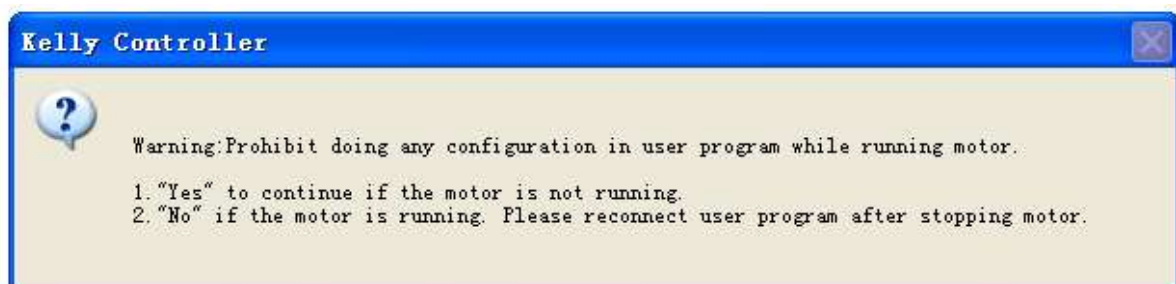 Kelly Controller
Warning:Prohibit doing any configuration in user program while running motor.
1."Yes" to continue if the motor is not running.
2."No" if the motor is running. Please reconnect user program after stopping motor.